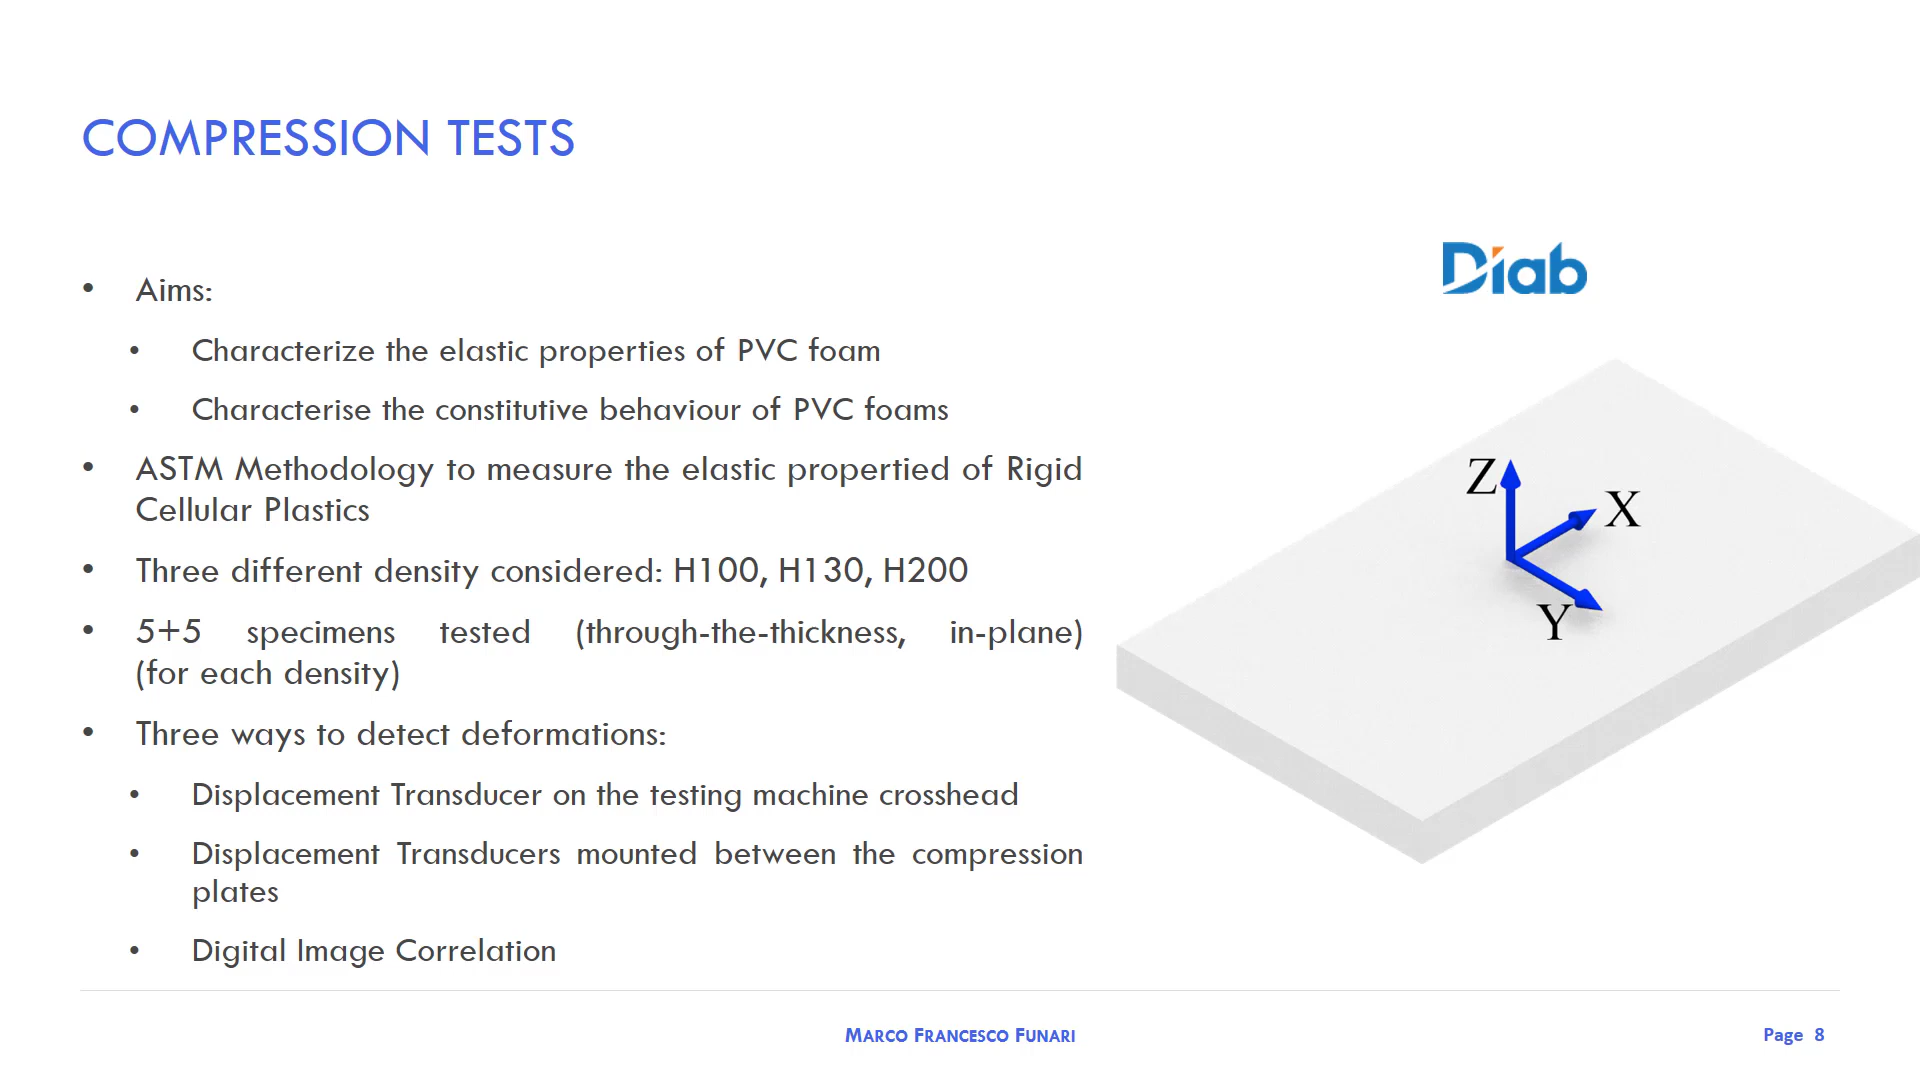 COMPRESSION TESTS
• Aims:
• Characterize the elastic properties of PVC foam
• Characterise the constitutive behaviour of PVC foams
• ASTM Methodology to measure the elastic propertied of Rigid
Cellular Plastics
• Three different density considered: H100, H130, H200
• 5+5 specimens tested (through-the-thickness, in-plane)
(for each density)
• Three ways to detect deformations:
• Displacement Transducer on the testing machine crosshead
• Displacement Transducers mounted between the compression
plates
• Digital Image Correlation
Diab
Z
X
Y
MARCO FRANCESCO FUNARI
Page 8